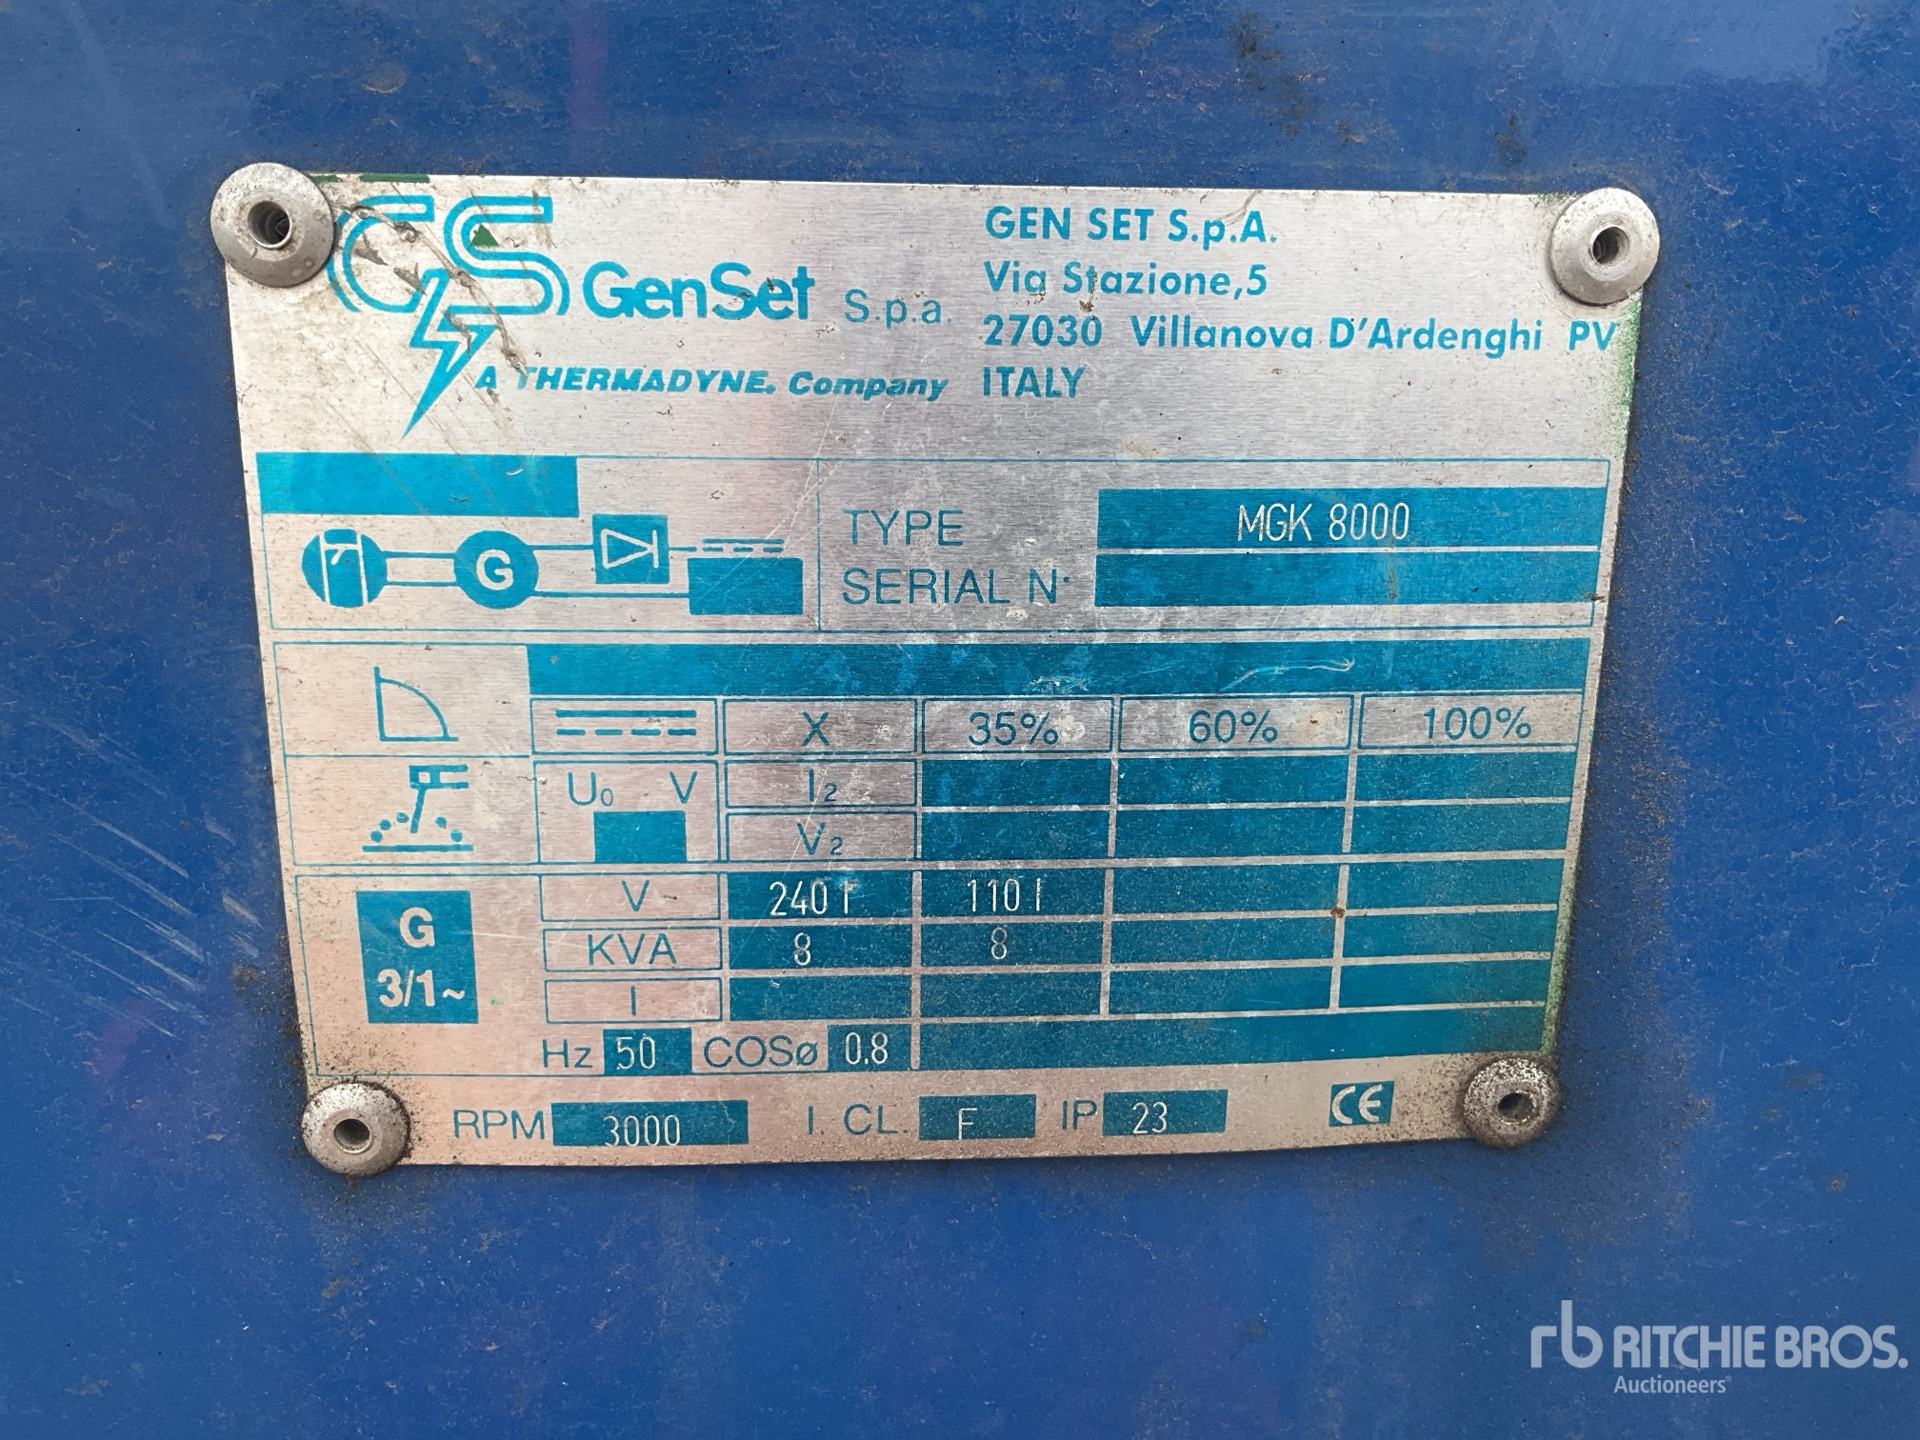 GS GenSet S.p.a.
A THERMADYNE. Company
GEN SET S.p.A.
Via Stazione,5
27030 Villanova D'Ardenghi PV
ITALY
TYPE MGK 8000
SERIAL N·
G
X 35% 60% 100%
U₀ V I₂
V₂
G
3/1~
V 240 110
KVA 8 8
I
Hz 50 COSø 0.8
RPM 3000 I. CL. F IP 23 CE
rb RITCHIE BROS.
Auctioneers